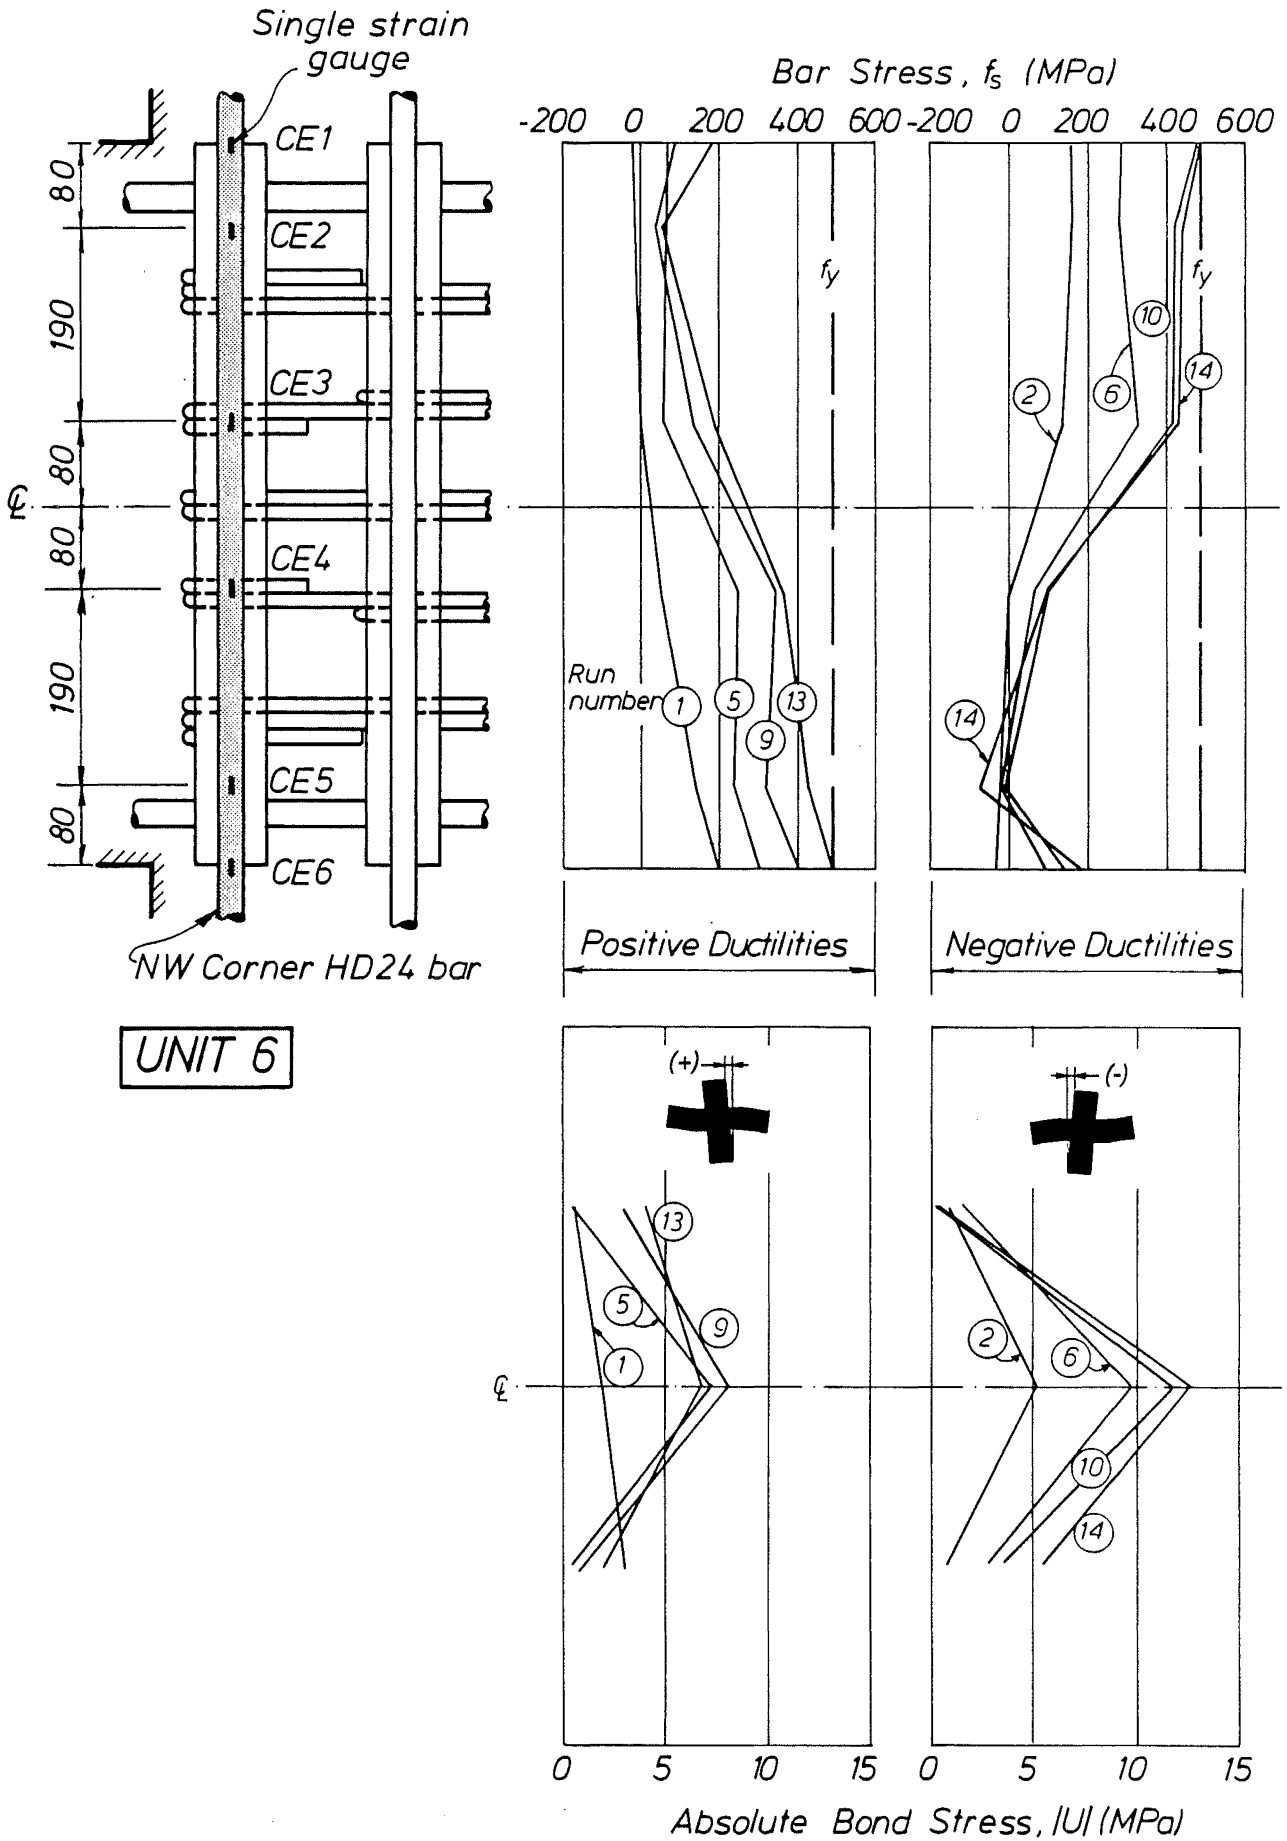 Single strain
gauge
Bar Stress, fs (MPa)
-200 0 200 400 600 -200 0 200 400 600
CE1
80
CE2
190
fy
fy
10
CE3
14
2
6
80
℄
80
CE4
190
Run
number
1
5
13
9
14
CE5
80
CE6
Positive Ductilities
Negative Ductilities
NW Corner HD24 bar
UNIT 6
(+)
(-)
13
5
9
1
2
6
℄
10
14
0 5 10 15 0 5 10 15
Absolute Bond Stress, |U| (MPa)